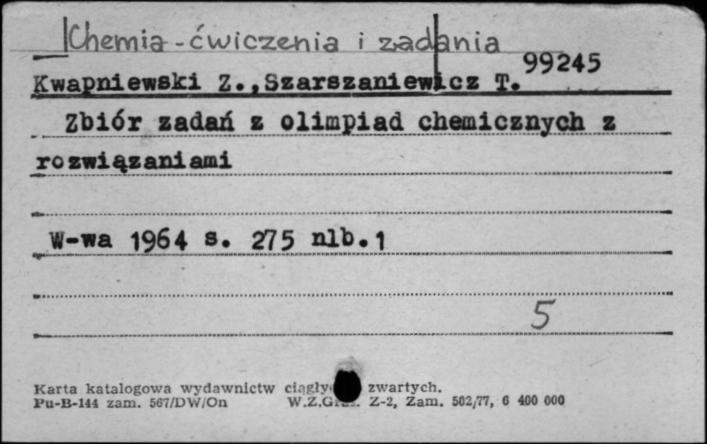 Chemia - ćwiczenia i zadania
99245
Kwapniewski Z.,Szarszaniewicz T.
Zbiór zadań z olimpiad chemicznych z
rozwiązaniami
W-wa 1964 s. 275 nlb.1
5
Karta katalogowa wydawnictw zwartych.
Pu-B-144 zam. 567/DW/On W.Z.Graf. Z-2, Zam. 502/77, 6 400 000